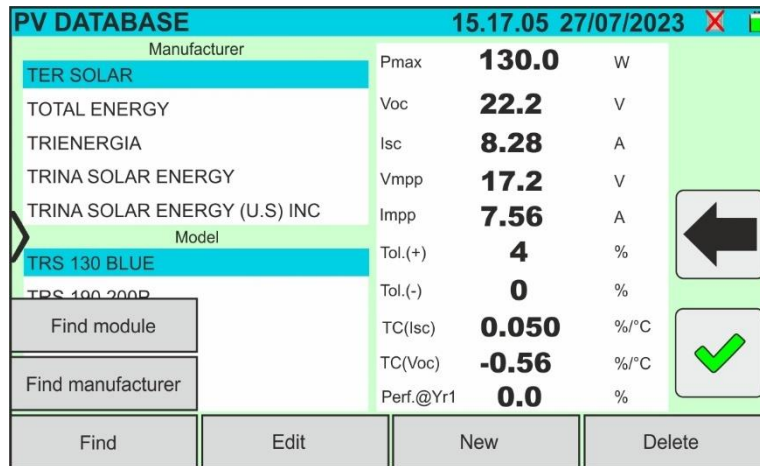 PV DATABASE 15.17.05 27/07/2023
Manufacturer
TER SOLAR
TOTAL ENERGY
TRIENERGIA
TRINA SOLAR ENERGY
TRINA SOLAR ENERGY (U.S) INC
Model
TRS 130 BLUE
TRS 190 200P
Find module
Find manufacturer
Pmax 130.0 W
Voc 22.2 V
Isc 8.28 A
Vmpp 17.2 V
Impp 7.56 A
Tol.(+) 4 %
Tol.(-) 0 %
TC(Isc) 0.050 %/°C
TC(Voc) -0.56 %/°C
Perf.@Yr1 0.0 %
Find Edit New Delete